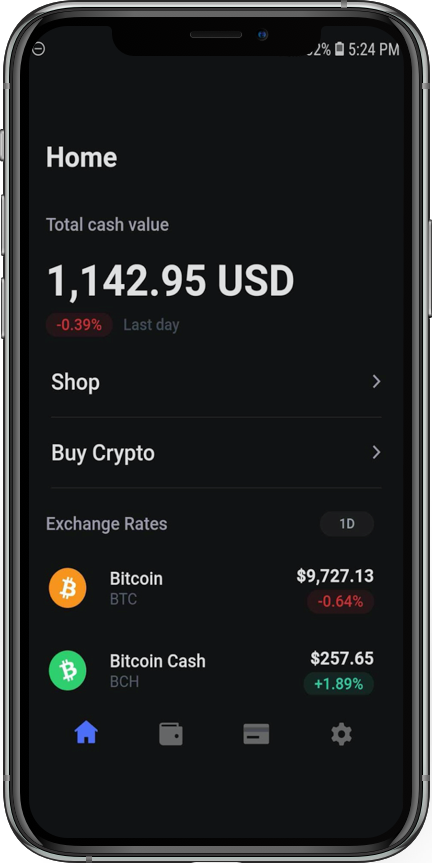 2% 5:24 PM
Home
Total cash value
1,142.95 USD
-0.39% Last day
Shop
Buy Crypto
Exchange Rates 1D
Bitcoin $9,727.13
BTC -0.64%
Bitcoin Cash $257.65
BCH +1.89%